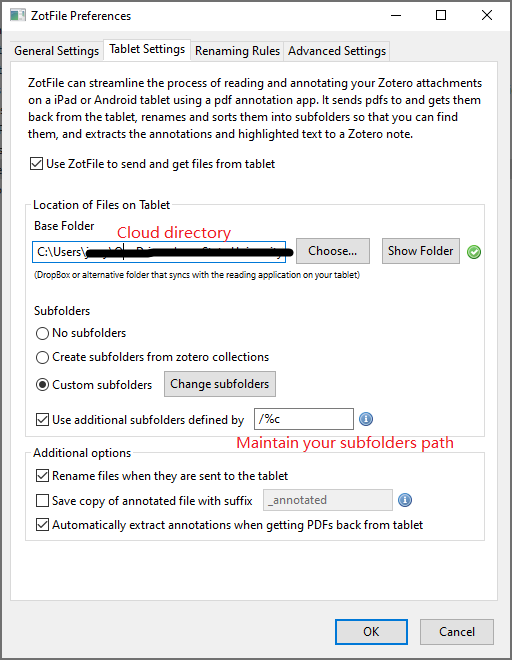 ZotFile Preferences
General Settings Tablet Settings Renaming Rules Advanced Settings
ZotFile can streamline the process of reading and annotating your Zotero attachments
on a iPad or Android tablet using a pdf annotation app. It sends pdfs to and gets them
back from the tablet, renames and sorts them into subfolders so that you can find
them, and extracts the annotations and highlighted text to a Zotero note.
Use ZotFile to send and get files from tablet
Location of Files on Tablet
Base Folder
Cloud directory
C:\Users\ Choose... Show Folder
(DropBox or alternative folder that syncs with the reading application on your tablet)
Subfolders
No subfolders
Create subfolders from zotero collections
Custom subfolders Change subfolders
Use additional subfolders defined by /%c
Maintain your subfolders path
Additional options
Rename files when they are sent to the tablet
Save copy of annotated file with suffix _annotated
Automatically extract annotations when getting PDFs back from tablet
OK Cancel